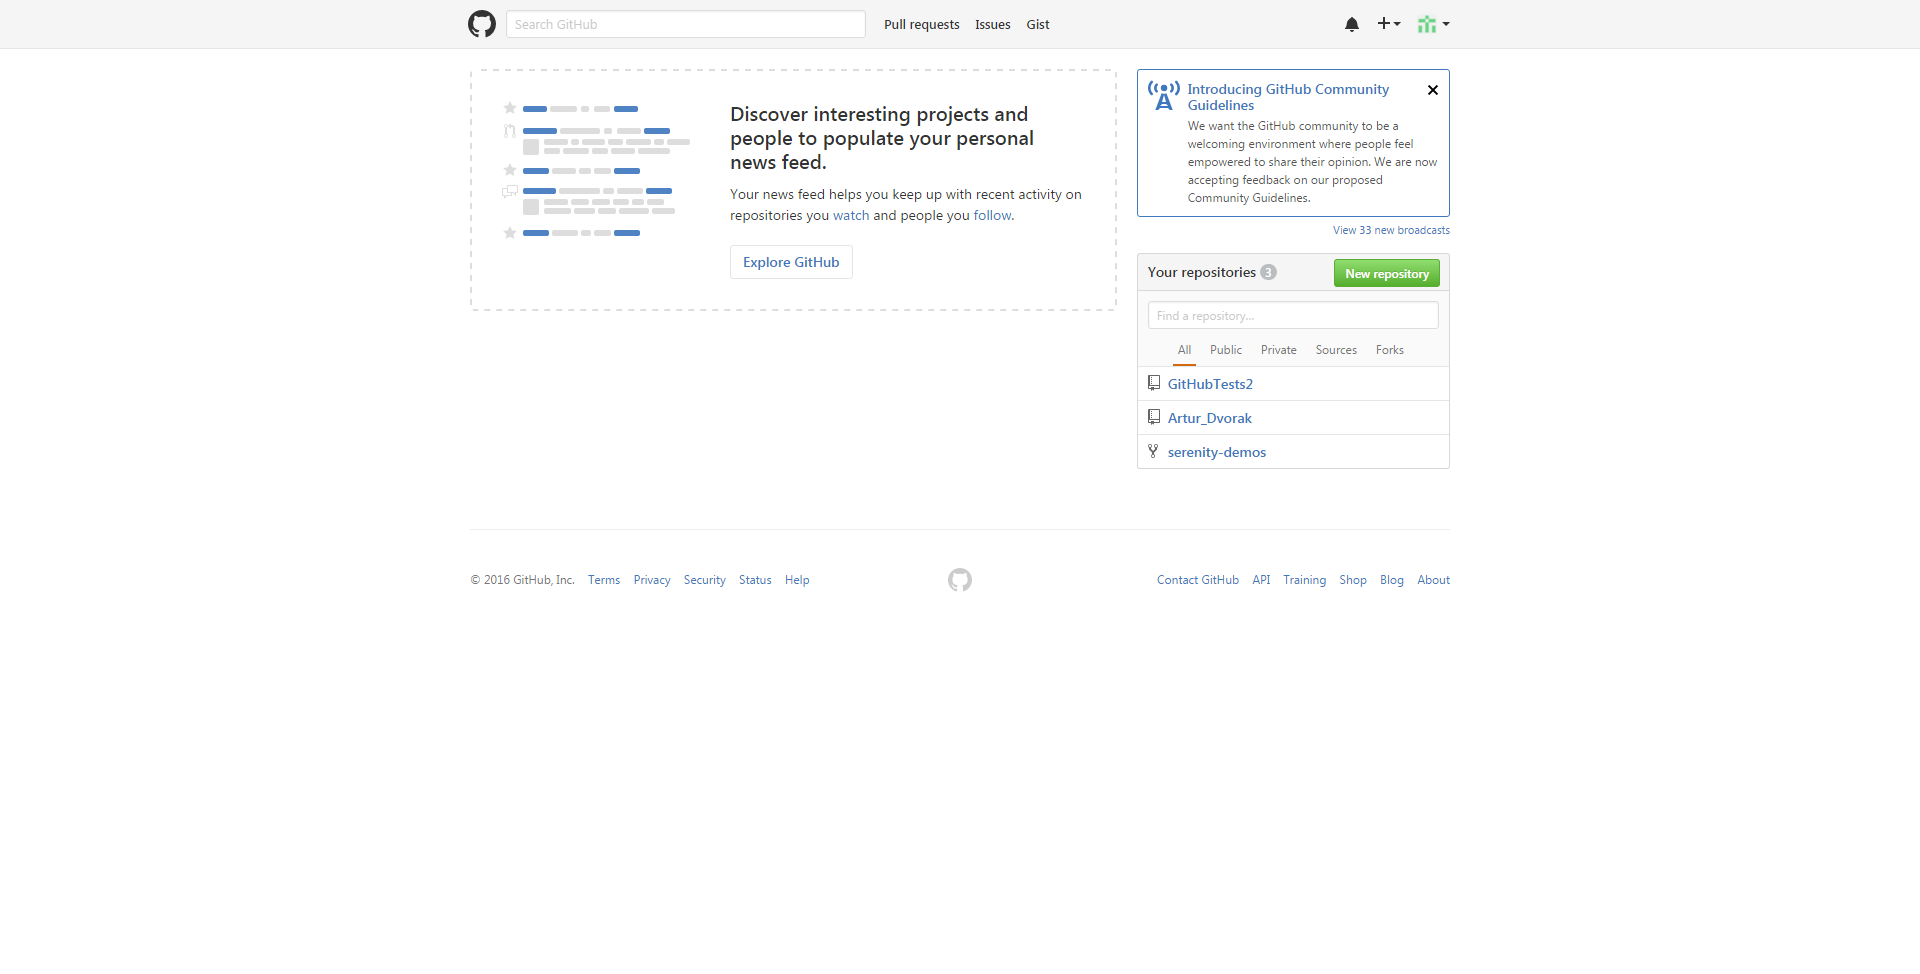 Search GitHub
Pull requests
Issues
Gist
Discover interesting projects and
people to populate your personal
news feed.
Your news feed helps you keep up with recent activity on
repositories you watch and people you follow.
Explore GitHub
Introducing GitHub Community
Guidelines
We want the GitHub community to be a
welcoming environment where people feel
empowered to share their opinion. We are now
accepting feedback on our proposed
Community Guidelines.
View 33 new broadcasts
Your repositories 3
New repository
Find a repository...
All Public Private Sources Forks
GitHubTests2
Artur_Dvorak
serenity-demos
© 2016 GitHub, Inc. Terms Privacy Security Status Help
Contact GitHub API Training Shop Blog About